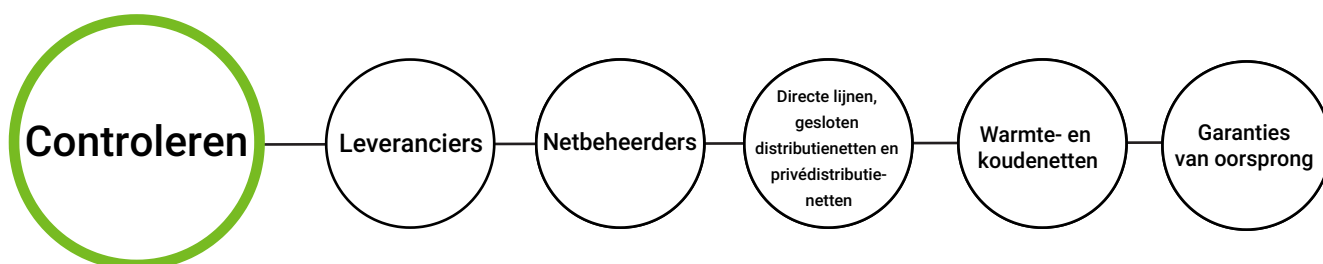 Controleren
Leveranciers
Netbeheerders
Directe lijnen,
gesloten
distributienetten en
privédistributie-
netten
Warmte- en
koudenetten
Garanties
van oorsprong